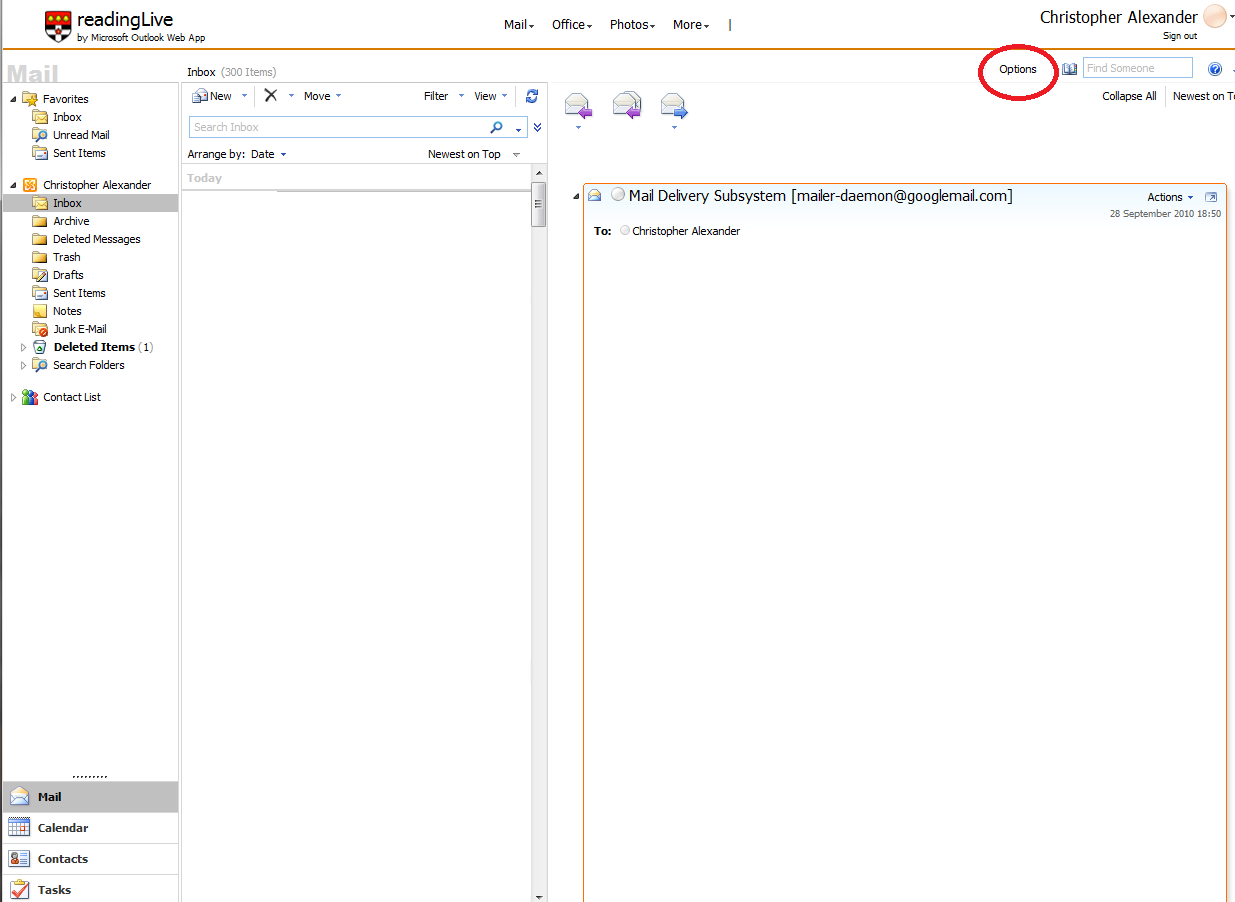 readingLive
by Microsoft Outlook Web App
Mail Office Photos More |
Christopher Alexander
Sign out
Mail
Inbox (300 Items)
Options
Find Someone
Favorites
Inbox
Unread Mail
Sent Items
Christopher Alexander
Inbox
Archive
Deleted Messages
Trash
Drafts
Sent Items
Notes
Junk E-Mail
Deleted Items (1)
Search Folders
Contact List
Mail
Calendar
Contacts
Tasks
New Move Filter View
Search Inbox
Arrange by: Date Newest on Top
Today
Collapse All Newest on To
Mail Delivery Subsystem [mailer-daemon@googlemail.com]
Actions
28 September 2010 18:50
To: Christopher Alexander